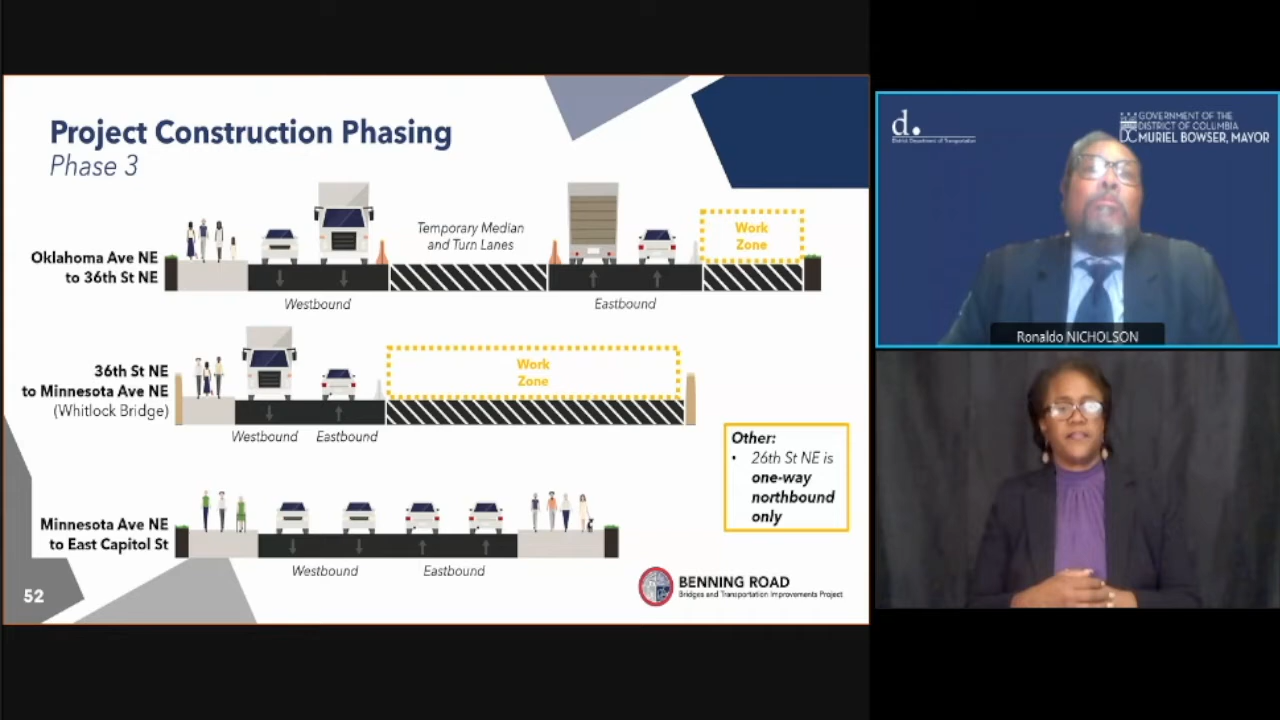 Project Construction Phasing
Phase 3
Temporary Median
and Turn Lanes
Work
Zone
Oklahoma Ave NE
to 36th St NE
Westbound
Eastbound
36th St NE
to Minnesota Ave NE
(Whitlock Bridge)
Work
Zone
Westbound
Eastbound
Other:
• 26th St NE is
one-way
northbound
only
Minnesota Ave NE
to East Capitol St
Westbound
Eastbound
52
BENNING ROAD
Bridges and Transportation Improvements Project
d.
District Department of Transportation
GOVERNMENT OF THE
DISTRICT OF COLUMBIA
DC MURIEL BOWSER, MAYOR
Ronaldo NICHOLSON